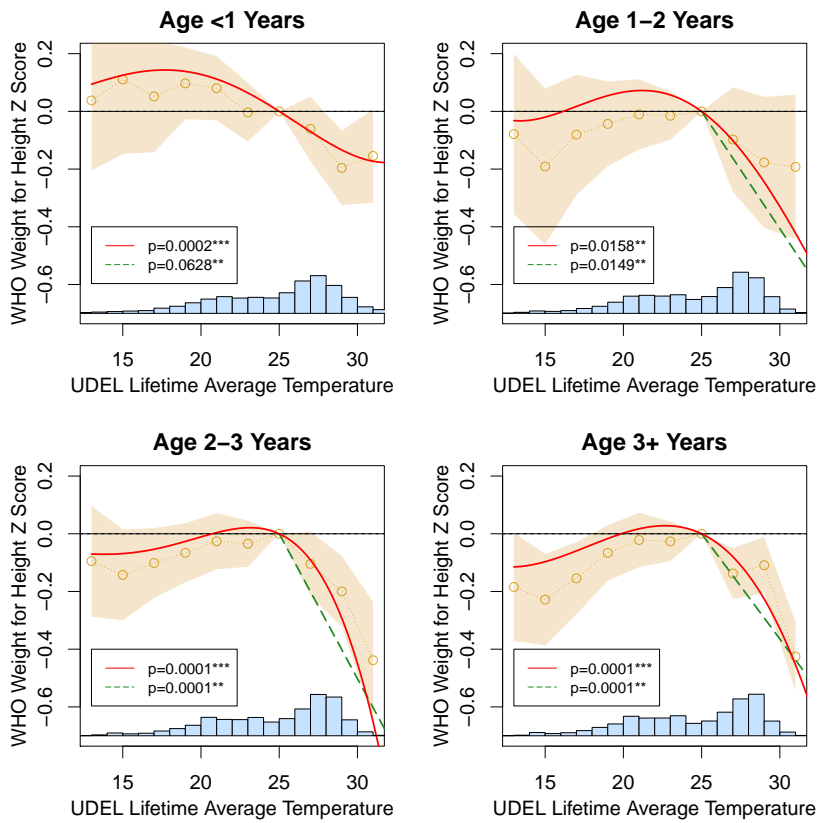 Age <1 Years
WHO Weight for Height Z Score
0.2
0.0
−0.2
−0.4
−0.6
p=0.0002***
p=0.0628**
15 20 25 30
UDEL Lifetime Average Temperature
Age 1−2 Years
WHO Weight for Height Z Score
0.2
0.0
−0.2
−0.4
−0.6
p=0.0158**
p=0.0149**
15 20 25 30
UDEL Lifetime Average Temperature
Age 2−3 Years
WHO Weight for Height Z Score
0.2
0.0
−0.2
−0.4
−0.6
p=0.0001***
p=0.0001**
15 20 25 30
UDEL Lifetime Average Temperature
Age 3+ Years
WHO Weight for Height Z Score
0.2
0.0
−0.2
−0.4
−0.6
p=0.0001***
p=0.0001**
15 20 25 30
UDEL Lifetime Average Temperature